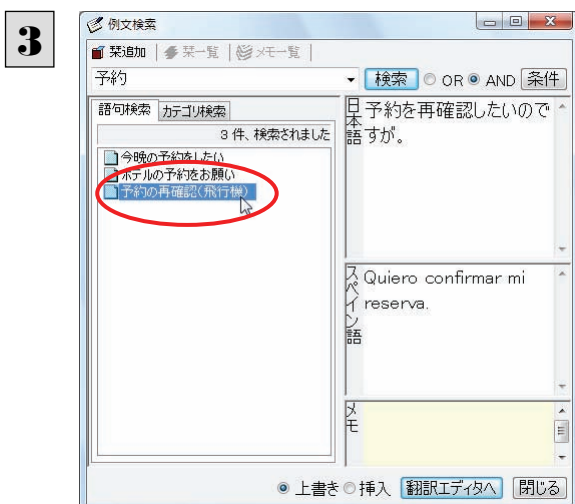 3
例文検索
栞追加 栞一覧 メモ一覧
予約 検索 OR AND 条件
語句検索 カテゴリ検索
3 件、検索されました
今晩の予約をしたい
ホテルの予約をお願い
予約の再確認(飛行機)
日本語
予約を再確認したいので
すが。
スペイン語
Quiero confirmar mi
reserva.
メモ
上書き 挿入 翻訳エディタへ 閉じる